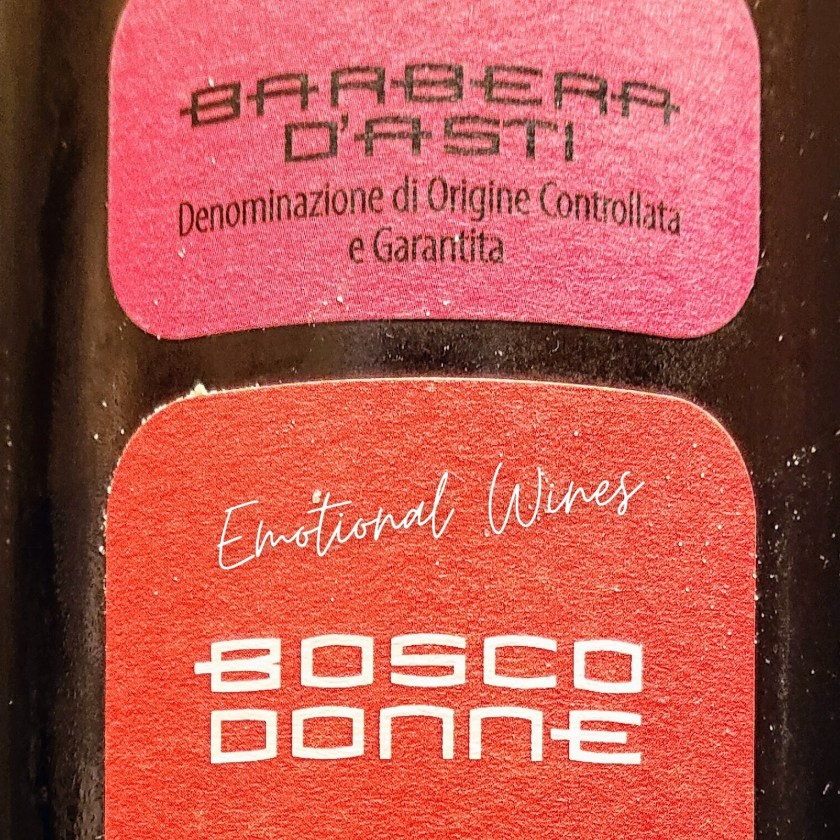 BARBERA
D'ASTI
Denominazione di Origine Controllata
e Garantita
Emotional Wines
BOSCO
DONNE